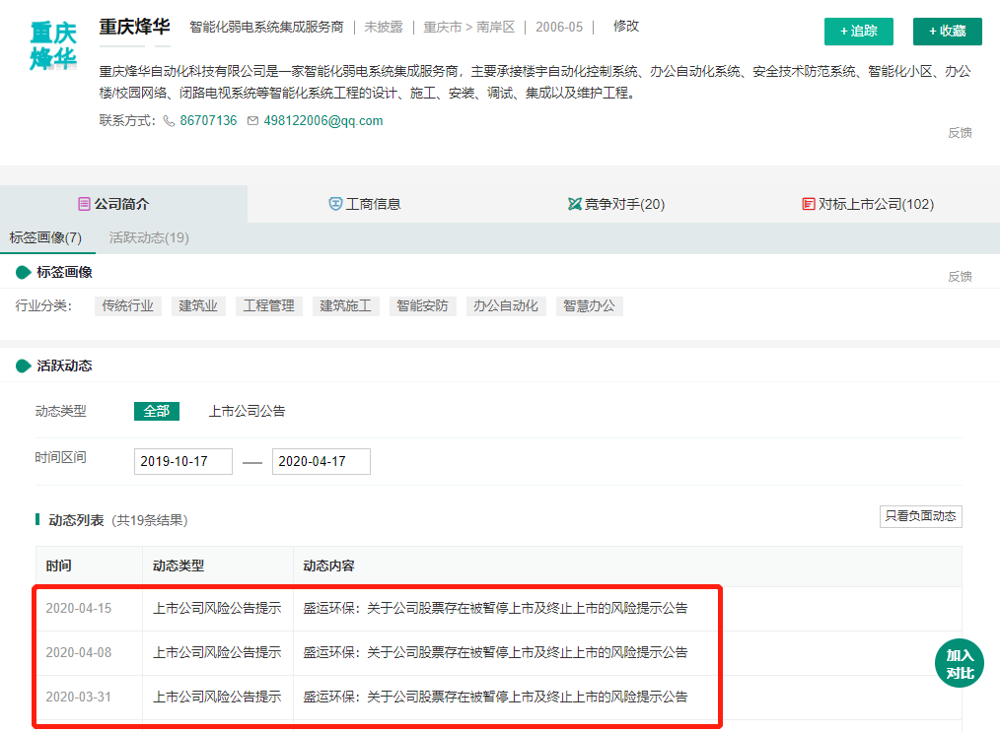 重庆
烽华
重庆烽华 智能化弱电系统集成服务商 | 未披露 | 重庆市 > 南岸区 | 2006-05 | 修改
+ 追踪 + 收藏
重庆烽华自动化科技有限公司是一家智能化弱电系统集成服务商，主要承接楼宇自动化控制系统、办公自动化系统、安全技术防范系统、智能化小区、办公
楼/校园网络、闭路电视系统等智能化系统工程的设计、施工、安装、调试、集成以及维护工程。
联系方式： 86707136 498122006@qq.com
反馈
公司简介 工商信息 竞争对手(20) 对标上市公司(102)
标签画像(7) 活跃动态(19)
标签画像
反馈
行业分类： 传统行业 建筑业 工程管理 建筑施工 智能安防 办公自动化 智慧办公
活跃动态
动态类型 全部 上市公司公告
时间区间 2019-10-17 — 2020-04-17
动态列表 (共19条结果) 只看负面动态
时间 动态类型 动态内容
2020-04-15 上市公司风险公告提示 盛运环保：关于公司股票存在被暂停上市及终止上市的风险提示公告
2020-04-08 上市公司风险公告提示 盛运环保：关于公司股票存在被暂停上市及终止上市的风险提示公告
2020-03-31 上市公司风险公告提示 盛运环保：关于公司股票存在被暂停上市及终止上市的风险提示公告
加入
对比